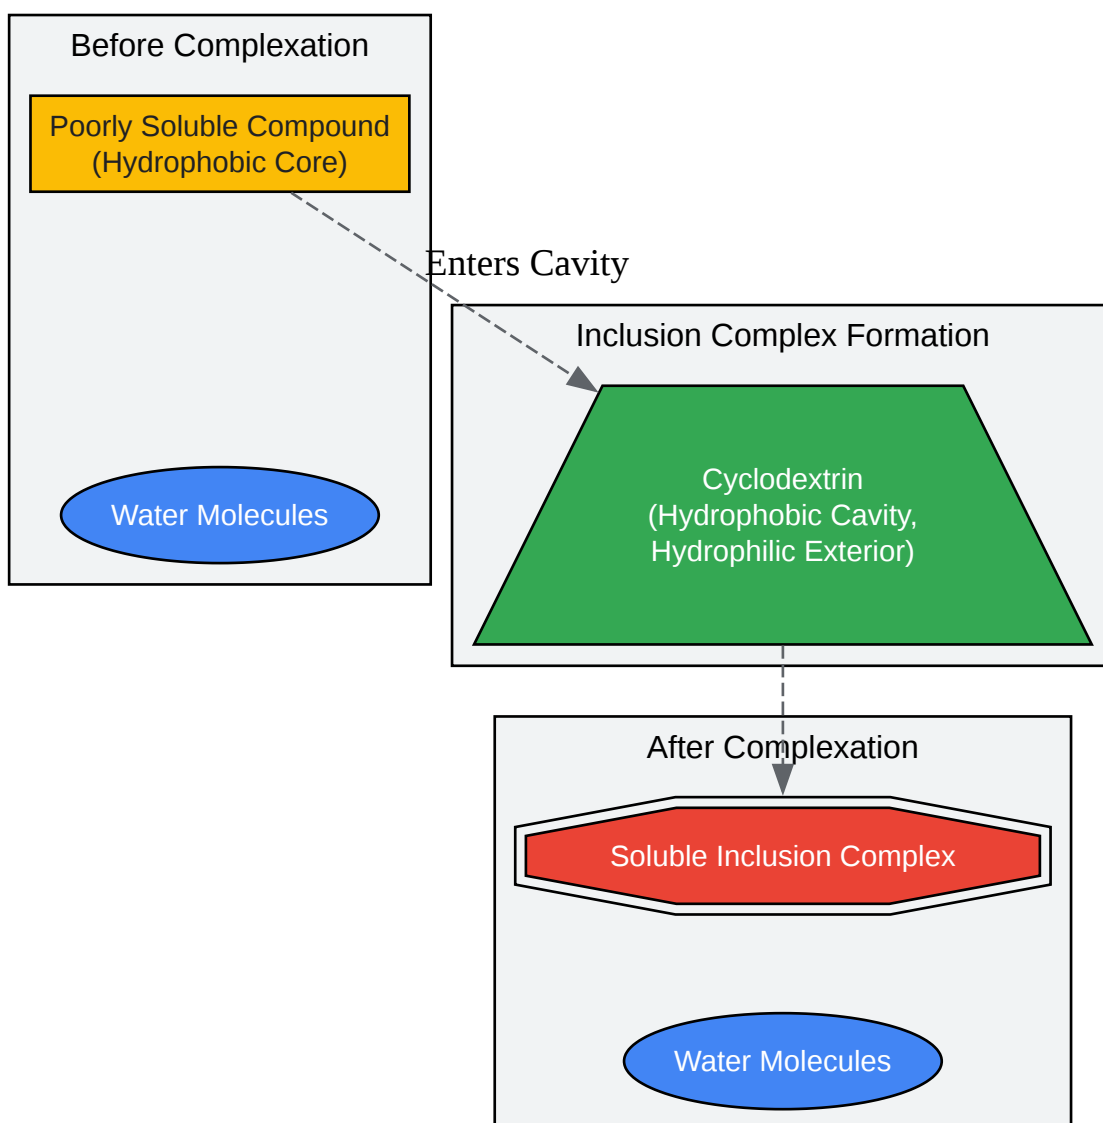 Before Complexation
Poorly Soluble Compound
(Hydrophobic Core)
Enters Cavity
Water Molecules
Inclusion Complex Formation
Cyclodextrin
(Hydrophobic Cavity,
Hydrophilic Exterior)
After Complexation
Soluble Inclusion Complex
Water Molecules